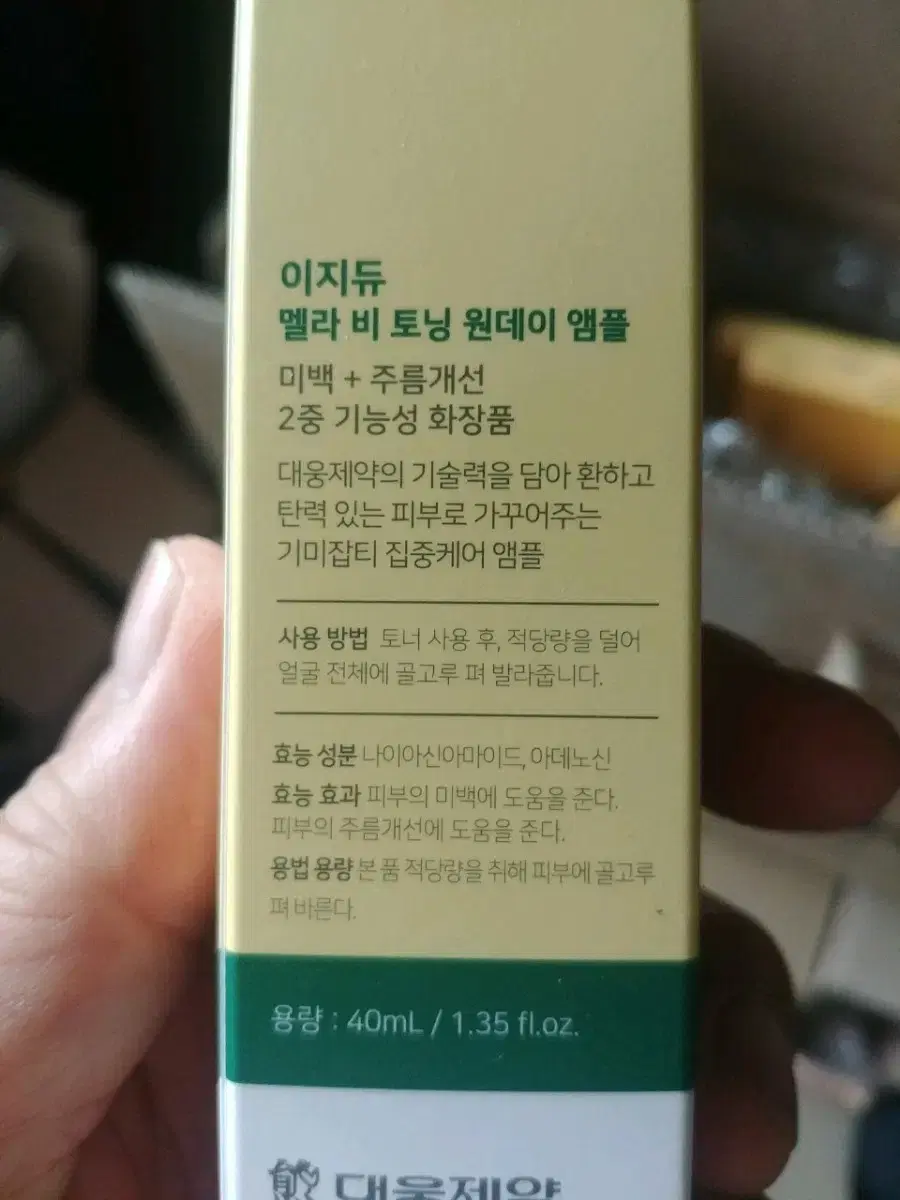 이지듀
멜라 비 토닝 원데이 앰플
미백 + 주름개선
2중 기능성 화장품
대웅제약의 기술력을 담아 환하고
탄력 있는 피부로 가꾸어주는
기미잡티 집중케어 앰플
사용 방법 토너 사용 후, 적당량을 덜어
얼굴 전체에 골고루 펴 발라줍니다.
효능 성분 나이아신아마이드, 아데노신
효능 효과 피부의 미백에 도움을 준다.
피부의 주름개선에 도움을 준다.
용법 용량 본 품 적당량을 취해 피부에 골고루
펴 바른다.
용량 : 40mL / 1.35 fl.oz.
대웅제약